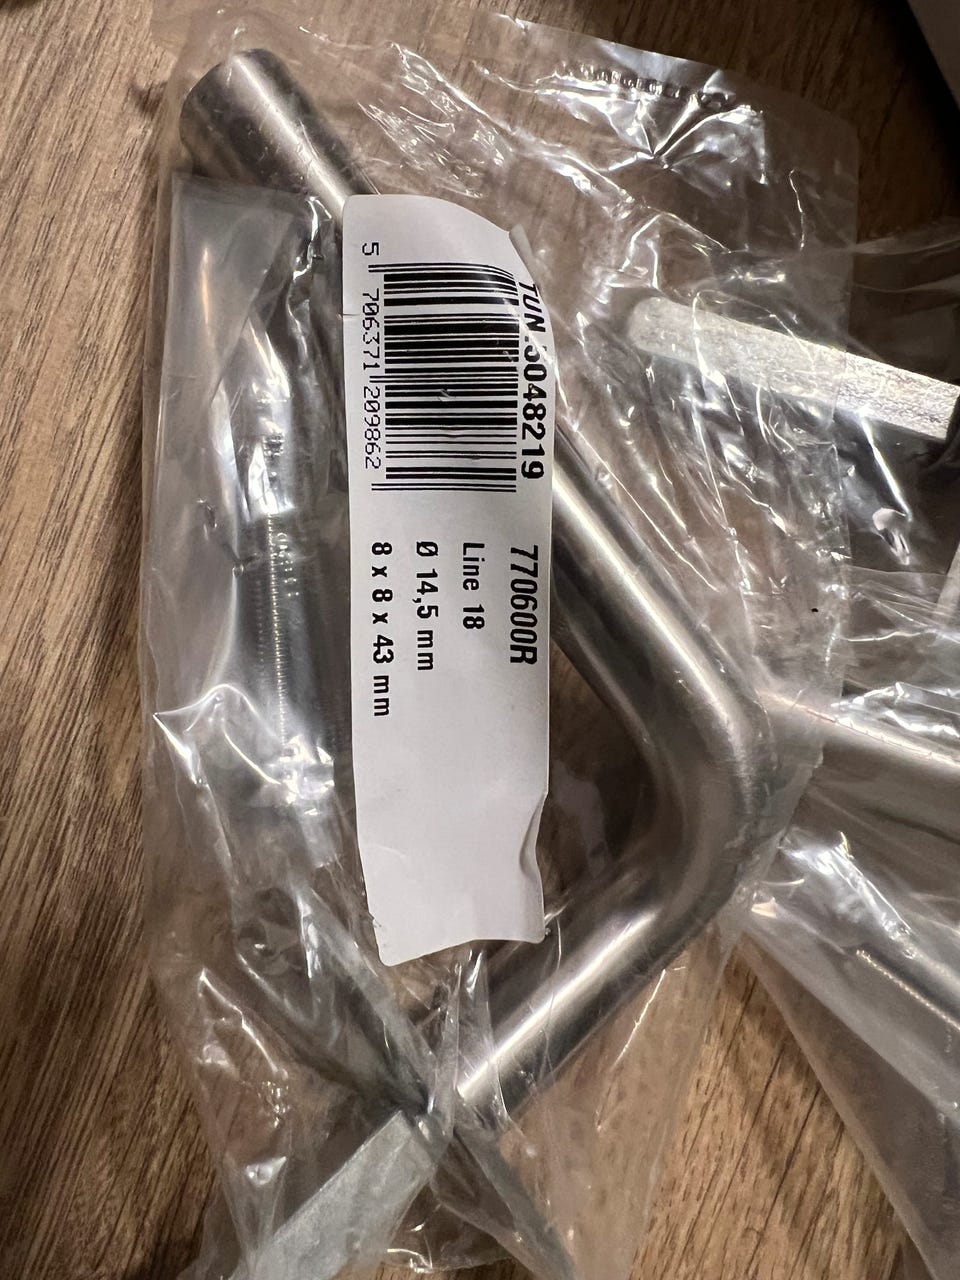 TUN.5048219
5 706371 209862
770600R
Line 18
Ø 14,5 mm
8 x 8 x 43 mm